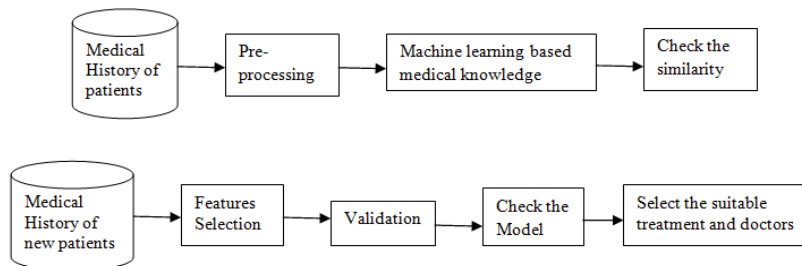 Medical
History of
patients
Pre-
processing
Machine learning based
medical knowledge
Check the
similarity
Medical
History of
new patients
Features
Selection
Validation
Check the
Model
Select the suitable
treatment and doctors